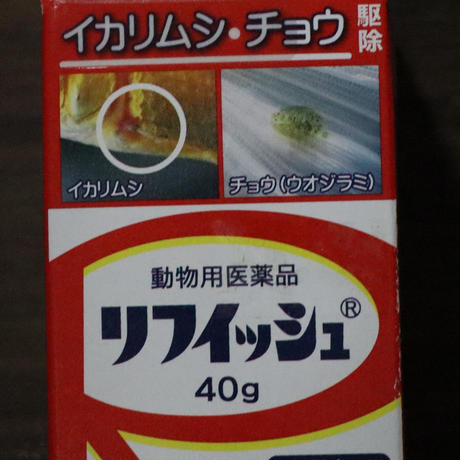 イカリムシ・チョウ
駆除
イカリムシ
チョウ(ウオジラミ)
動物用医薬品
リフイッシュ®
40g